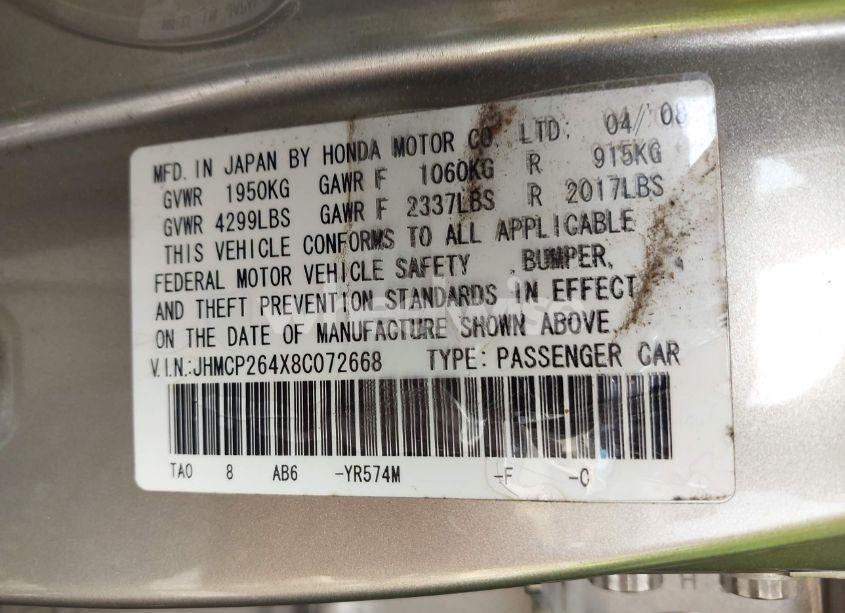 MFD. IN JAPAN BY HONDA MOTOR CO. LTD. 04/ '08
GVWR 1950KG GAWR F 1060KG R 915KG
GVWR 4299LBS GAWR F 2337LBS R 2017LBS
THIS VEHICLE CONFORMS TO ALL APPLICABLE
FEDERAL MOTOR VEHICLE SAFETY , BUMPER,
AND THEFT PREVENTION STANDARDS IN EFFECT
ON THE DATE OF MANUFACTURE SHOWN ABOVE.
V.I.N.:JHMCP264X8C072668 TYPE: PASSENGER CAR
TA0 8 AB6 -YR574M -F -C